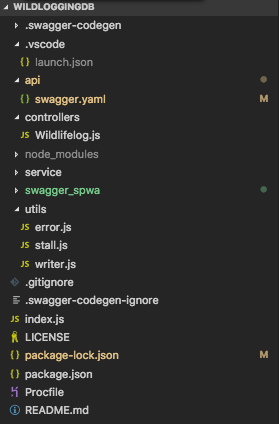 WILDLOGGINGDB
.swagger-codegen
.vscode
{ } launch.json
api
{ } swagger.yaml M
controllers
JS Wildlifelog.js
node_modules
service
swagger_spwa
utils
JS error.js
JS stall.js
JS writer.js
.gitignore
.swagger-codegen-ignore
JS index.js
LICENSE
{ } package-lock.json M
{ } package.json
Procfile
README.md